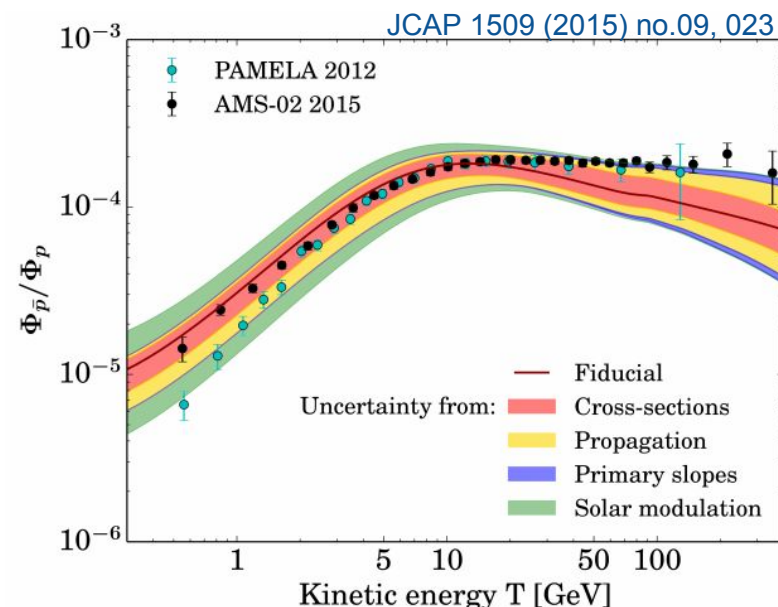 JCAP 1509 (2015) no.09, 023
10⁻³
PAMELA 2012
AMS-02 2015
10⁻⁴
Φp̄/Φp
10⁻⁵
Fiducial
Uncertainty from: Cross-sections
Propagation
Primary slopes
Solar modulation
10⁻⁶
1 5 10 50 100
Kinetic energy T [GeV]